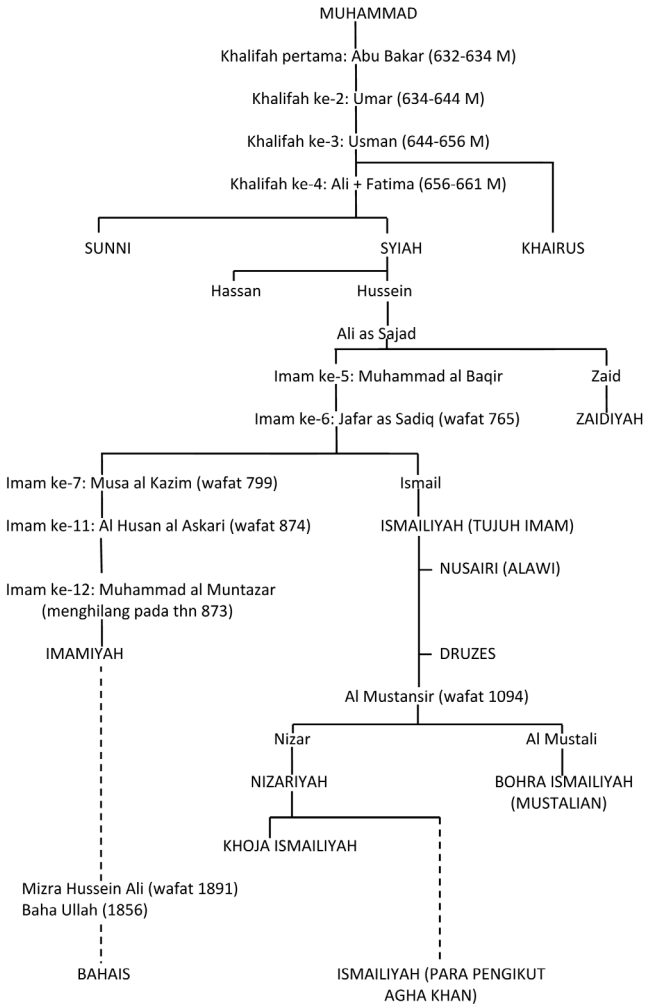 MUHAMMAD
Khalifah pertama: Abu Bakar (632-634 M)
Khalifah ke-2: Umar (634-644 M)
Khalifah ke-3: Usman (644-656 M)
Khalifah ke-4: Ali + Fatima (656-661 M)
SUNNI
SYIAH
KHAIRUS
Hassan
Hussein
Ali as Sajad
Imam ke-5: Muhammad al Baqir
Zaid
Imam ke-6: Jafar as Sadiq (wafat 765)
ZAIDIYAH
Imam ke-7: Musa al Kazim (wafat 799)
Ismail
Imam ke-11: Al Husan al Askari (wafat 874)
ISMAILIYAH (TUJUH IMAM)
NUSAIRI (ALAWI)
Imam ke-12: Muhammad al Muntazar
(menghilang pada thn 873)
IMAMIYAH
DRUZES
Al Mustansir (wafat 1094)
Nizar
Al Mustali
NIZARIYAH
BOHRA ISMAILIYAH
(MUSTALIAN)
KHOJA ISMAILIYAH
Mizra Hussein Ali (wafat 1891)
Baha Ullah (1856)
BAHAIS
ISMAILIYAH (PARA PENGIKUT
AGHA KHAN)